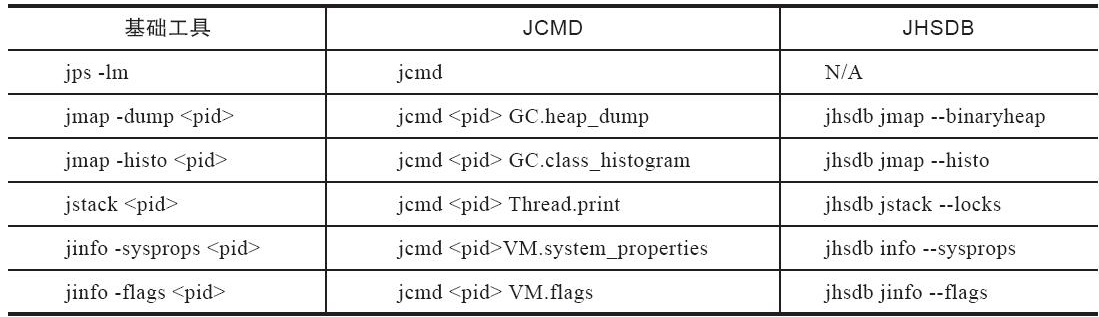 基础工具 JCMD JHSDB
jps -lm jcmd N/A
jmap -dump <pid> jcmd <pid> GC.heap_dump jhsdb jmap --binaryheap
jmap -histo <pid> jcmd <pid> GC.class_histogram jhsdb jmap --histo
jstack <pid> jcmd <pid> Thread.print jhsdb jstack --locks
jinfo -sysprops <pid> jcmd <pid>VM.system_properties jhsdb info --sysprops
jinfo -flags <pid> jcmd <pid> VM.flags jhsdb jinfo --flags